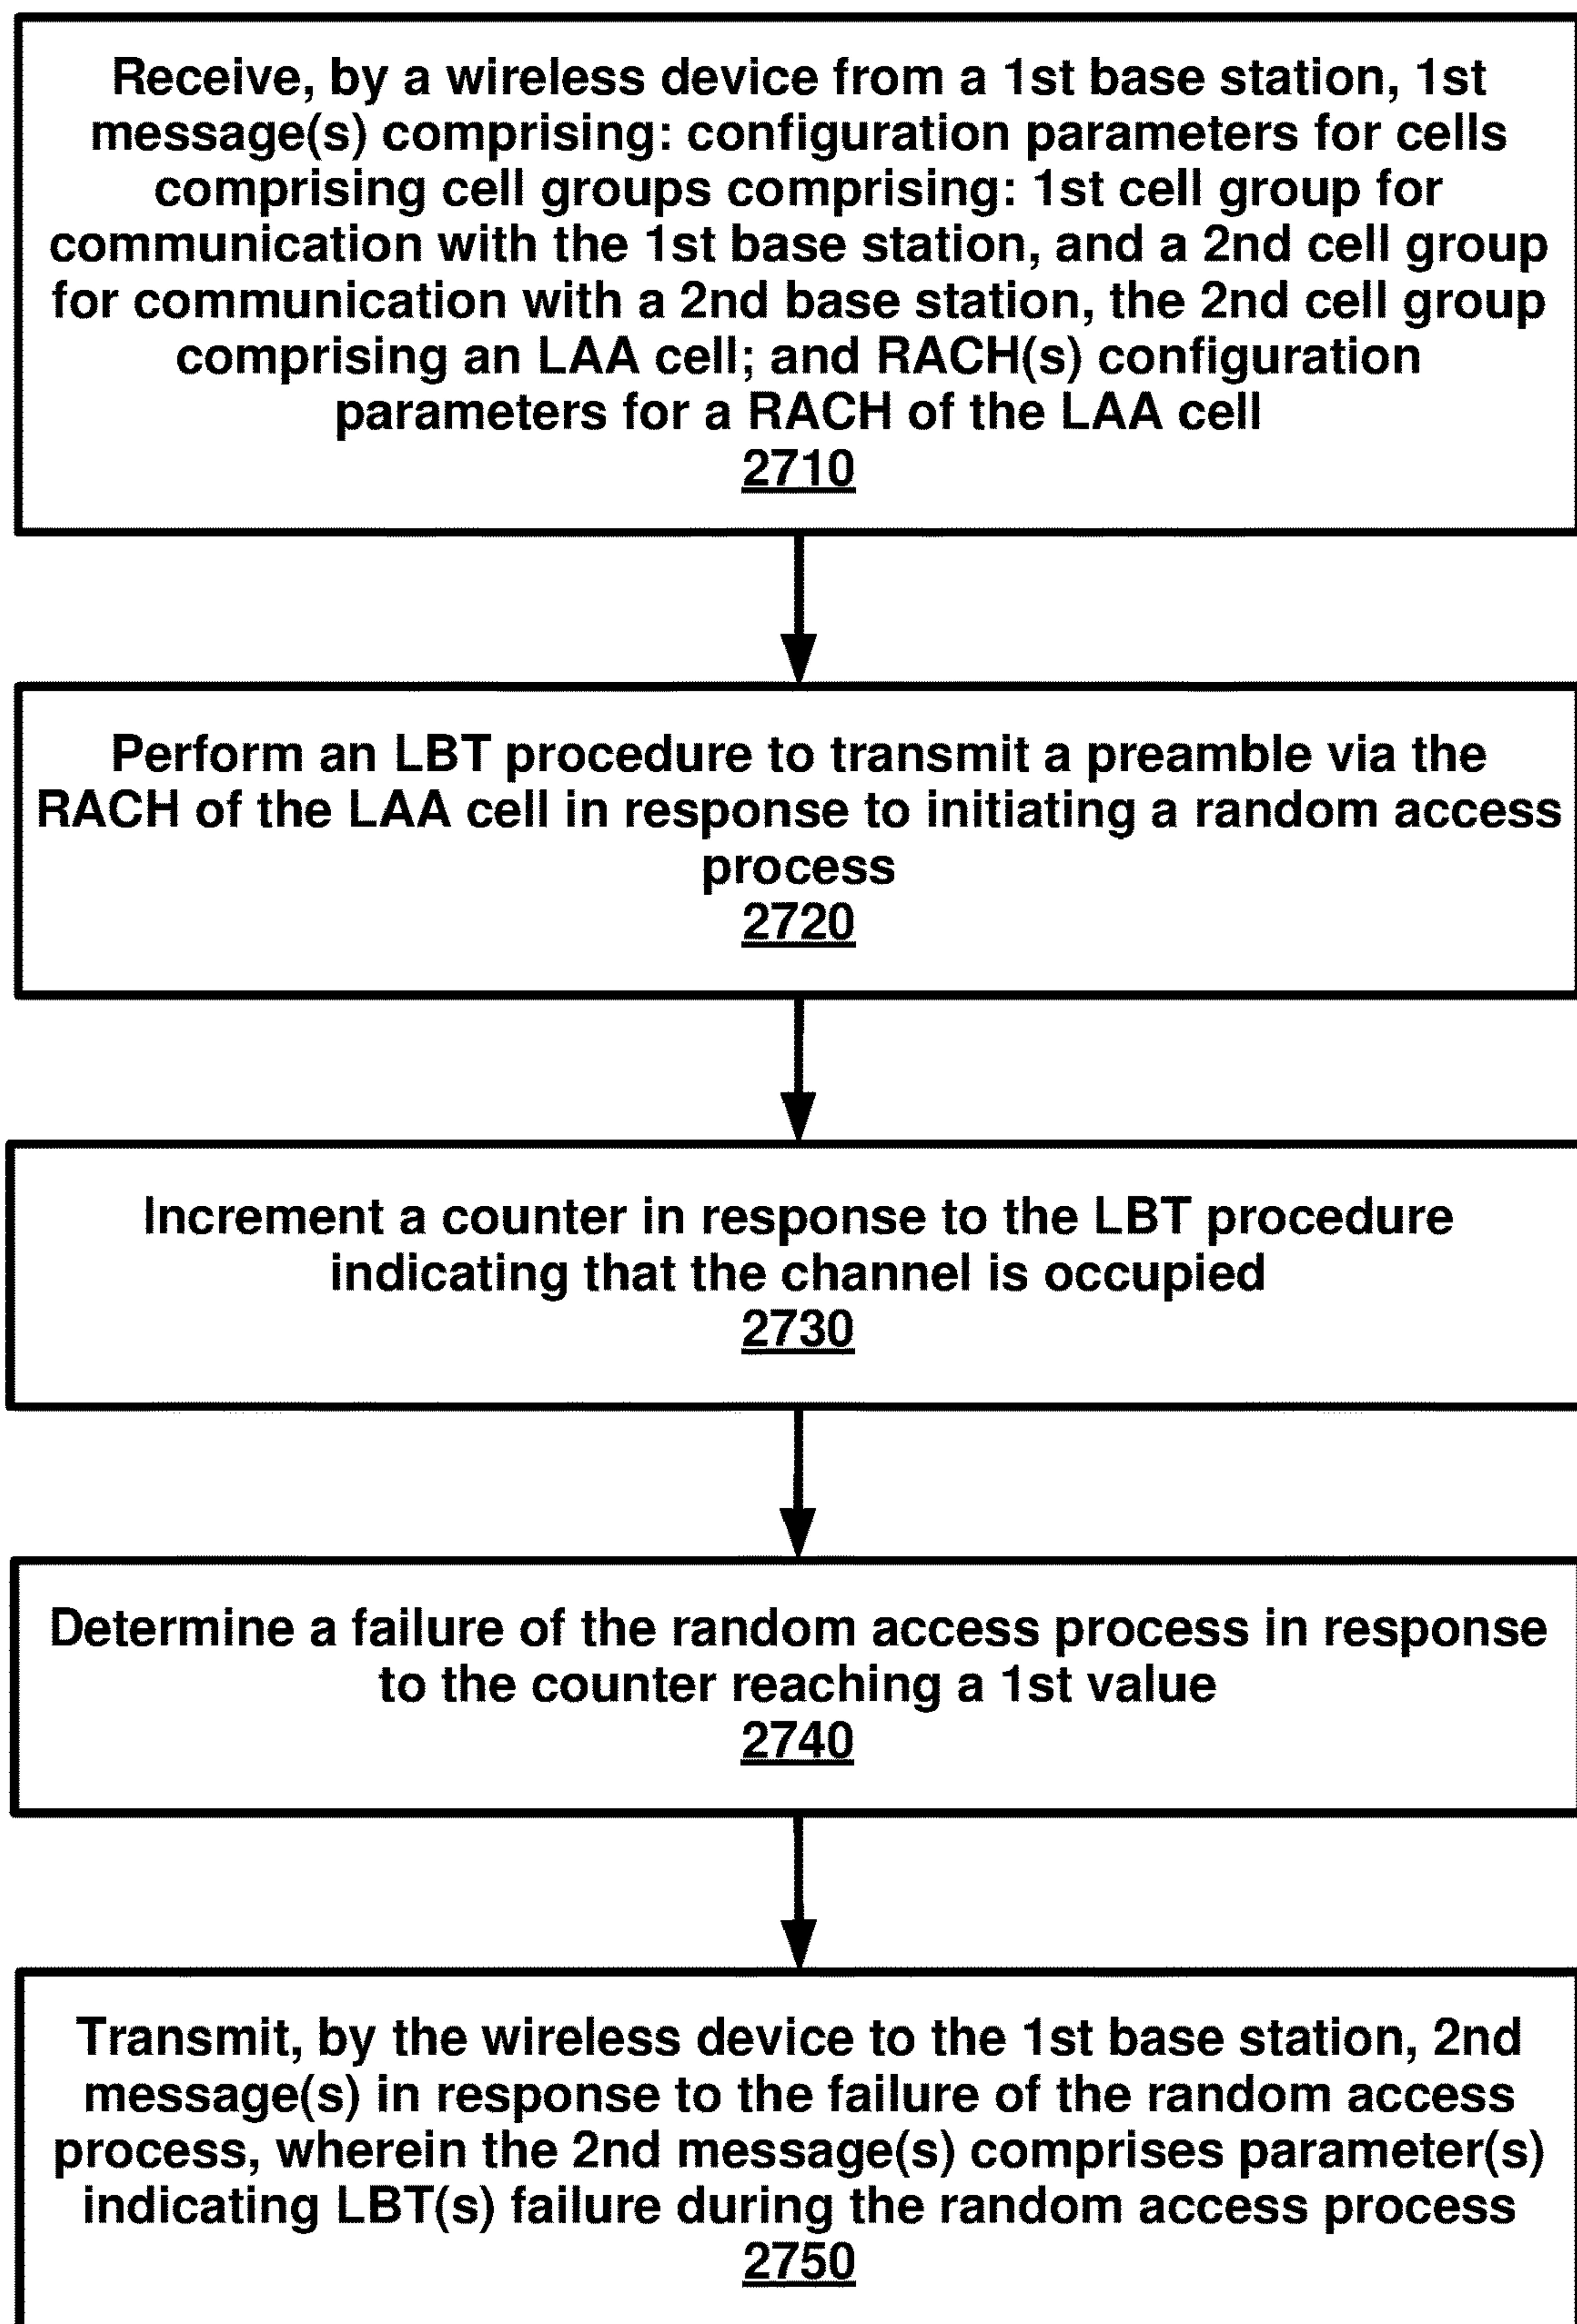 Receive, by a wireless device from a 1st base station, 1st
message(s) comprising: configuration parameters for cells
comprising cell groups comprising: 1st cell group for
communication with the 1st base station, and a 2nd cell group
for communication with a 2nd base station, the 2nd cell group
comprising an LAA cell; and RACH(s) configuration
parameters for a RACH of the LAA cell
2710
Perform an LBT procedure to transmit a preamble via the
RACH of the LAA cell in response to initiating a random access
process
2720
Increment a counter in response to the LBT procedure
indicating that the channel is occupied
2730
Determine a failure of the random access process in response
to the counter reaching a 1st value
2740
Transmit, by the wireless device to the 1st base station, 2nd
message(s) in response to the failure of the random access
process, wherein the 2nd message(s) comprises parameter(s)
indicating LBT(s) failure during the random access process
2750